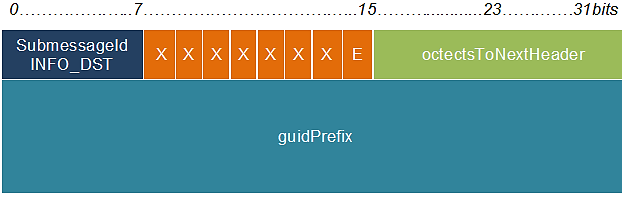 0...................7.......................................15...................23.............31bits
SubmessageId
INFO_DST
X X X X X X X E
octectsToNextHeader
guidPrefix